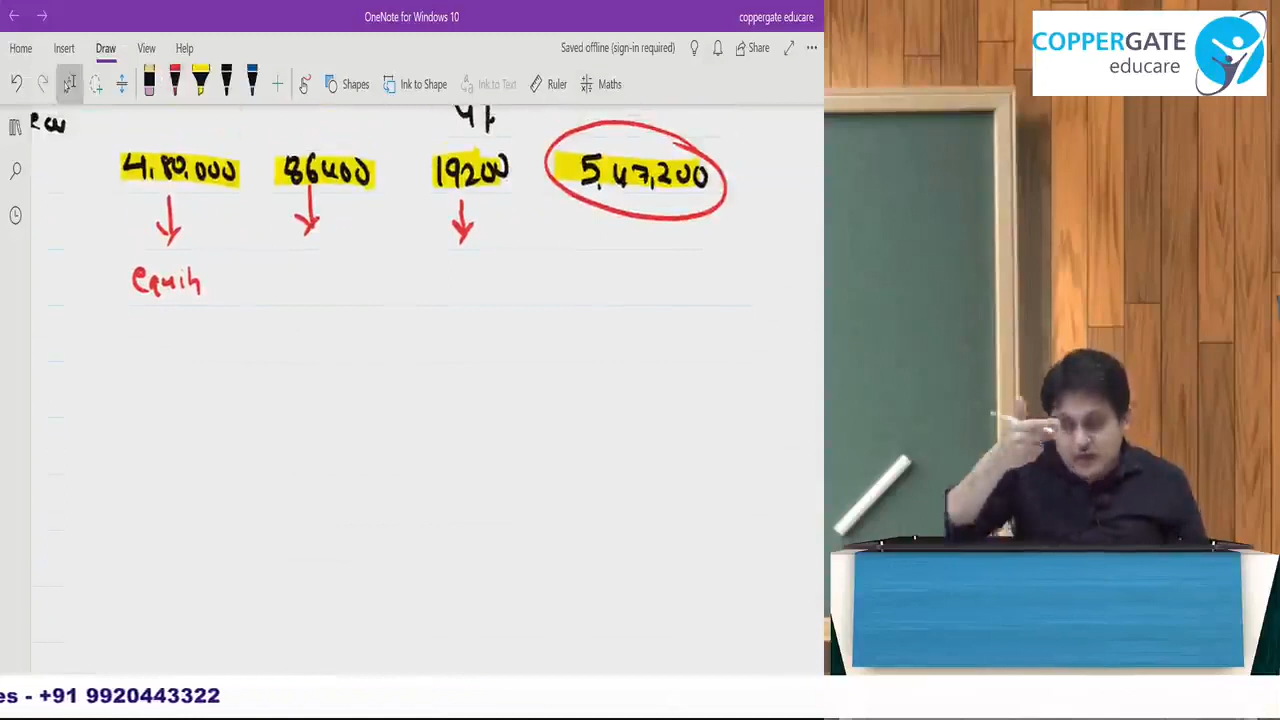 OneNote for Windows 10
coppergate educare
Home Insert Draw View Help
Saved offline (sign-in required)
Share
Shapes
Ink to Shape
Ink to Text
Ruler
Maths
COPPERGATE
educare
4,80,000 86400 19200 5,47,200
es - +91 9920443322